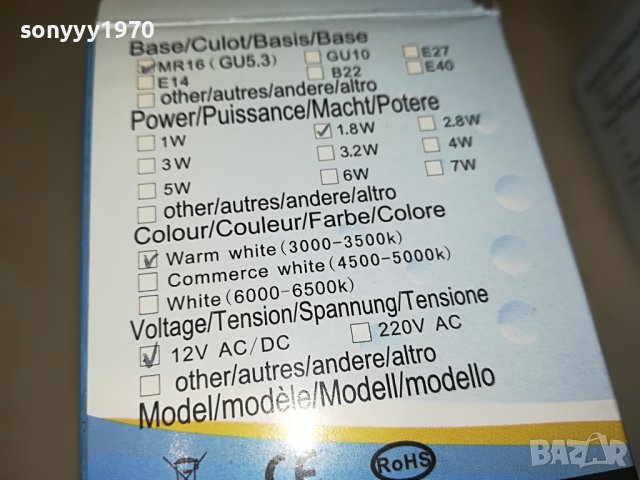 sonyyy1970
Base/Culot/Basis/Base
MR16 (GU5.3) GU10 E27
E14 B22 E40
other/autres/andere/altro
Power/Puissance/Macht/Potere
1W 1.8W 2.8W
3W 3.2W 4W
5W 6W 7W
other/autres/andere/altro
Colour/Couleur/Farbe/Colore
Warm white (3000-3500k)
Commerce white (4500-5000k)
White (6000-6500k)
Voltage/Tension/Spannung/Tensione
12V AC/DC 220V AC
other/autres/andere/altro
Model/modèle/Modell/modello
CE RoHS
BAZAR.bg